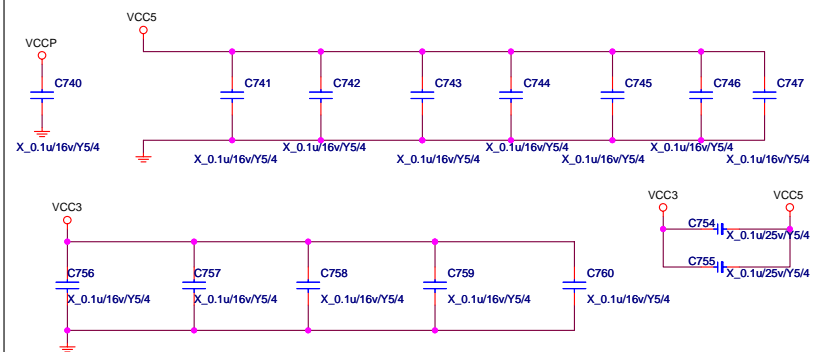 VCC5
VCCP
C740
C741
C742
C743
C744
C745
C746
C747
X_0.1u/16v/Y5/4
X_0.1u/16v/Y5/4
X_0.1u/16v/Y5/4
X_0.1u/16v/Y5/4
X_0.1u/16v/Y5/4
X_0.1u/16v/Y5/4
X_0.1u/16v/Y5/4
X_0.1u/16v/Y5/4
VCC3
VCC5
C754
X_0.1u/25v/Y5/4
C755
X_0.1u/25v/Y5/4
VCC3
C756
C757
C758
C759
C760
X_0.1u/16v/Y5/4
X_0.1u/16v/Y5/4
X_0.1u/16v/Y5/4
X_0.1u/16v/Y5/4
X_0.1u/16v/Y5/4